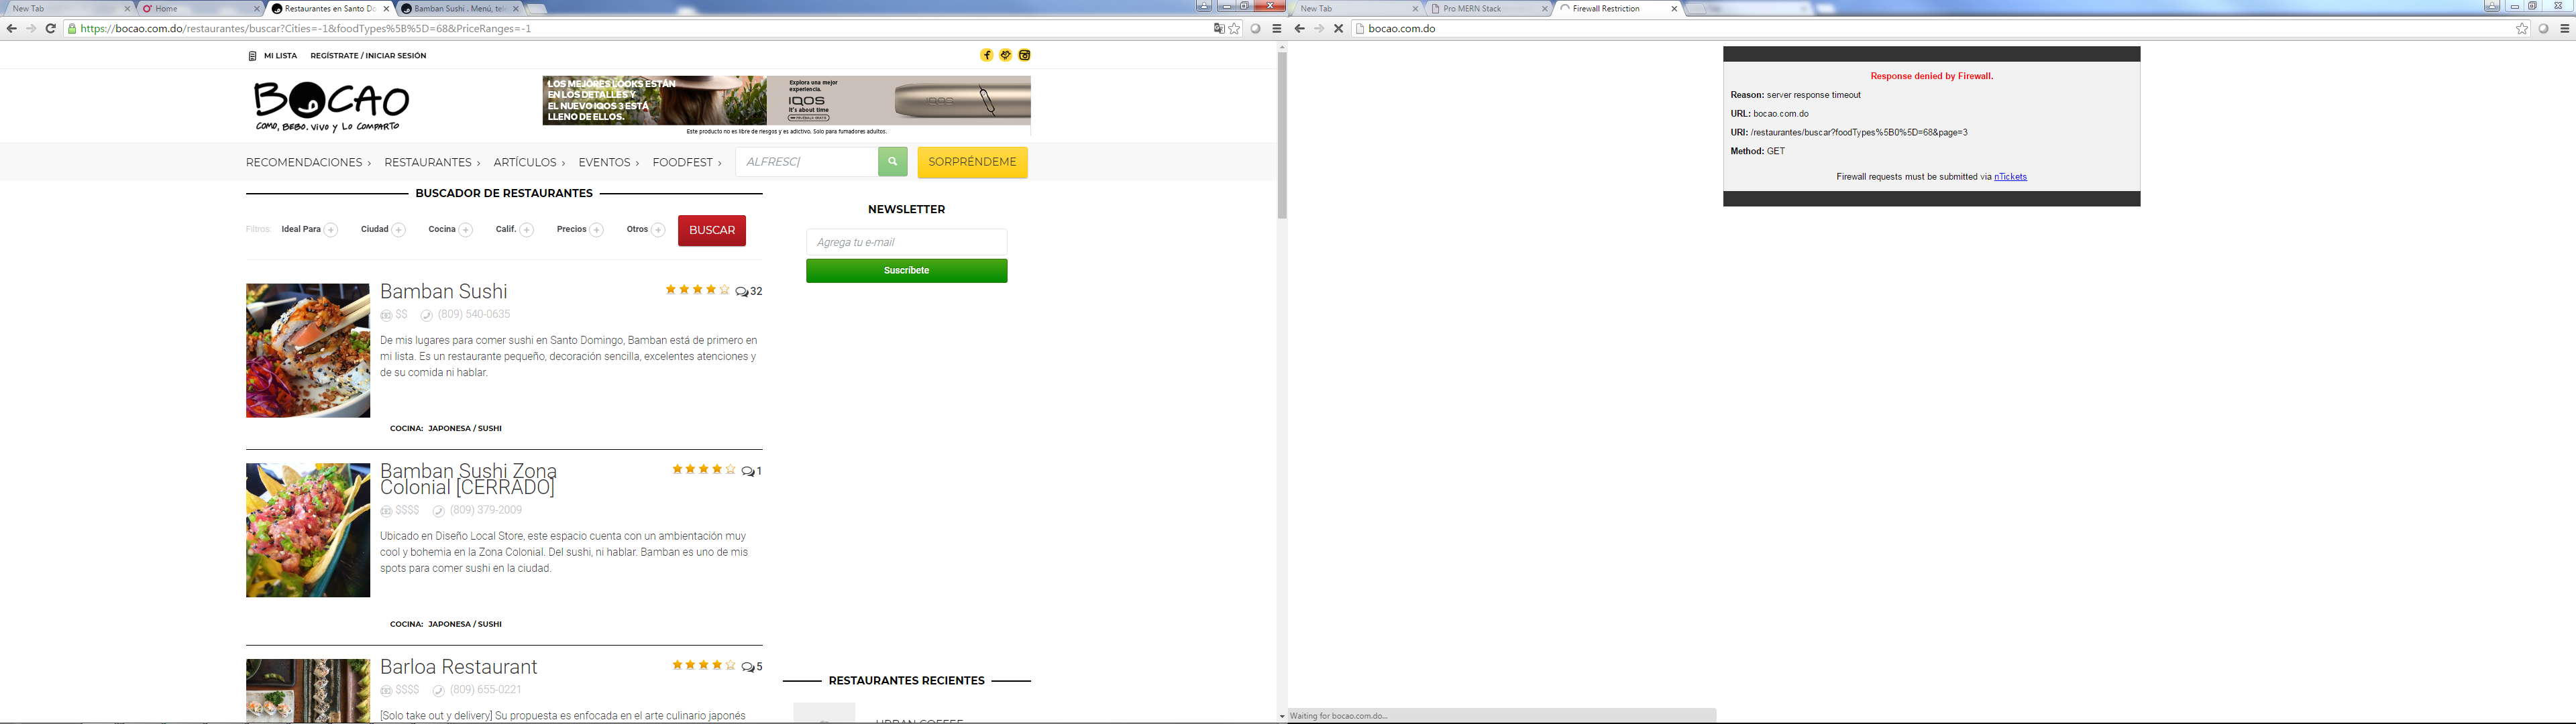 New Tab
Home
Restaurantes en Santo Do
Bamban Sushi . Menú, tel
https://bocao.com.do/restaurantes/buscar?Cities=-1&foodTypes%5B%5D=68&PriceRanges=-1
MI LISTA
REGÍSTRATE / INICIAR SESIÓN
BOCAO
COMO, BEBO, VIVO Y LO COMPARTO
LOS MEJORES LOOKS ESTÁN
EN LOS DETALLES Y
EL NUEVO IQOS 3 ESTÁ
LLENO DE ELLOS.
Explora una mejor
experiencia.
IQOS
It's about time
IQOS
Este producto no es libre de riesgos y es adictivo. Solo para fumadores adultos.
RECOMENDACIONES ›
RESTAURANTES ›
ARTÍCULOS ›
EVENTOS ›
FOODFEST ›
ALFRESC
SORPRÉNDEME
BUSCADOR DE RESTAURANTES
Filtros:
Ideal Para +
Ciudad +
Cocina +
Calif. +
Precios +
Otros +
BUSCAR
Bamban Sushi
32
$$
(809) 540-0635
De mis lugares para comer sushi en Santo Domingo, Bamban está de primero en
mi lista. Es un restaurante pequeño, decoración sencilla, excelentes atenciones y
de su comida ni hablar.
COCINA: JAPONESA / SUSHI
Bamban Sushi Zona
Colonial [CERRADO]
1
$$$$
(809) 379-2009
Ubicado en Diseño Local Store, este espacio cuenta con un ambientación muy
cool y bohemia en la Zona Colonial. Del sushi, ni hablar. Bamban es uno de mis
spots para comer sushi en la ciudad.
COCINA: JAPONESA / SUSHI
Barloa Restaurant
5
$$$$
(809) 655-0221
[Solo take out y delivery] Su propuesta es enfocada en el arte culinario japonés
NEWSLETTER
Agrega tu e-mail
Suscríbete
RESTAURANTES RECIENTES
URBAN COFFEE
New Tab
Pro MERN Stack
Firewall Restriction
bocao.com.do
Response denied by Firewall.
Reason: server response timeout
URL: bocao.com.do
URI: /restaurantes/buscar?foodTypes%5B0%5D=68&page=3
Method: GET
Firewall requests must be submitted via nTickets
Waiting for bocao.com.do...